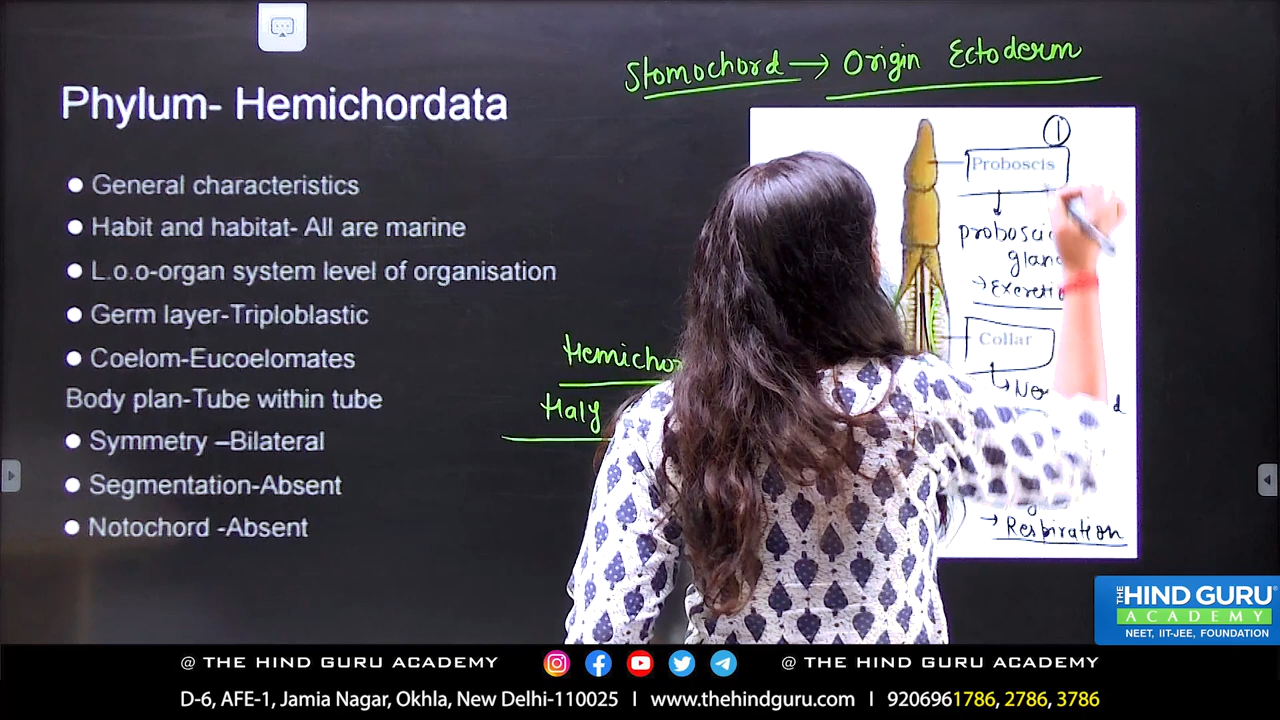 Stomochord → Origin Ectoderm
Phylum- Hemichordata
● General characteristics
● Habit and habitat- All are marine
● L.o.o-organ system level of organisation
● Germ layer-Triploblastic
● Coelom-Eucoelomates
Body plan-Tube within tube
● Symmetry –Bilateral
● Segmentation-Absent
● Notochord -Absent
1
Proboscis
Collar
→ Respiration
THE HIND GURU
ACADEMY
NEET, IIT-JEE, FOUNDATION
@ THE HIND GURU ACADEMY
@ THE HIND GURU ACADEMY
D-6, AFE-1, Jamia Nagar, Okhla, New Delhi-110025 | www.thehindguru.com | 9206961786, 2786, 3786